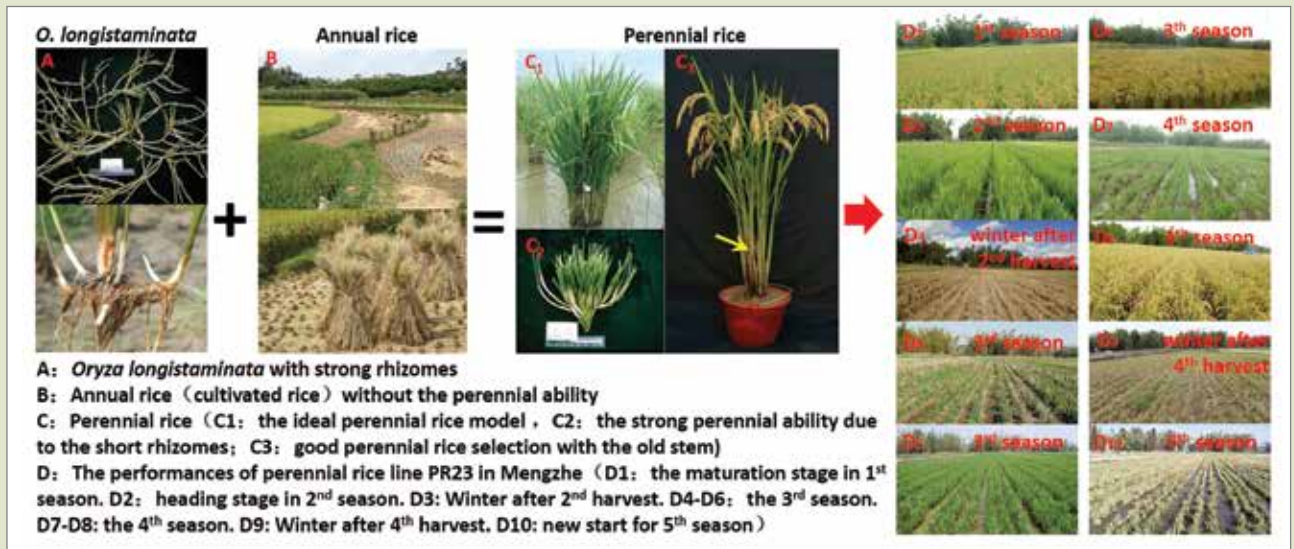 O. longistaminata
Annual rice
Perennial rice
A
B
C1
C2
C3
+
=
D1 1st season
D2 2nd season
D3 winter after
2nd harvest
D4 3rd season
D5 3rd season
D6 3th season
D7 4th season
D8 4th season
D9 winter after
4th harvest
D10 5th season
A: Oryza longistaminata with strong rhizomes
B: Annual rice (cultivated rice) without the perennial ability
C: Perennial rice (C1: the ideal perennial rice model , C2: the strong perennial ability due
to the short rhizomes; C3: good perennial rice selection with the old stem)
D: The performances of perennial rice line PR23 in Mengzhe (D1: the maturation stage in 1st
season. D2: heading stage in 2nd season. D3: Winter after 2nd harvest. D4-D6: the 3rd season.
D7-D8: the 4th season. D9: Winter after 4th harvest. D10: new start for 5th season)